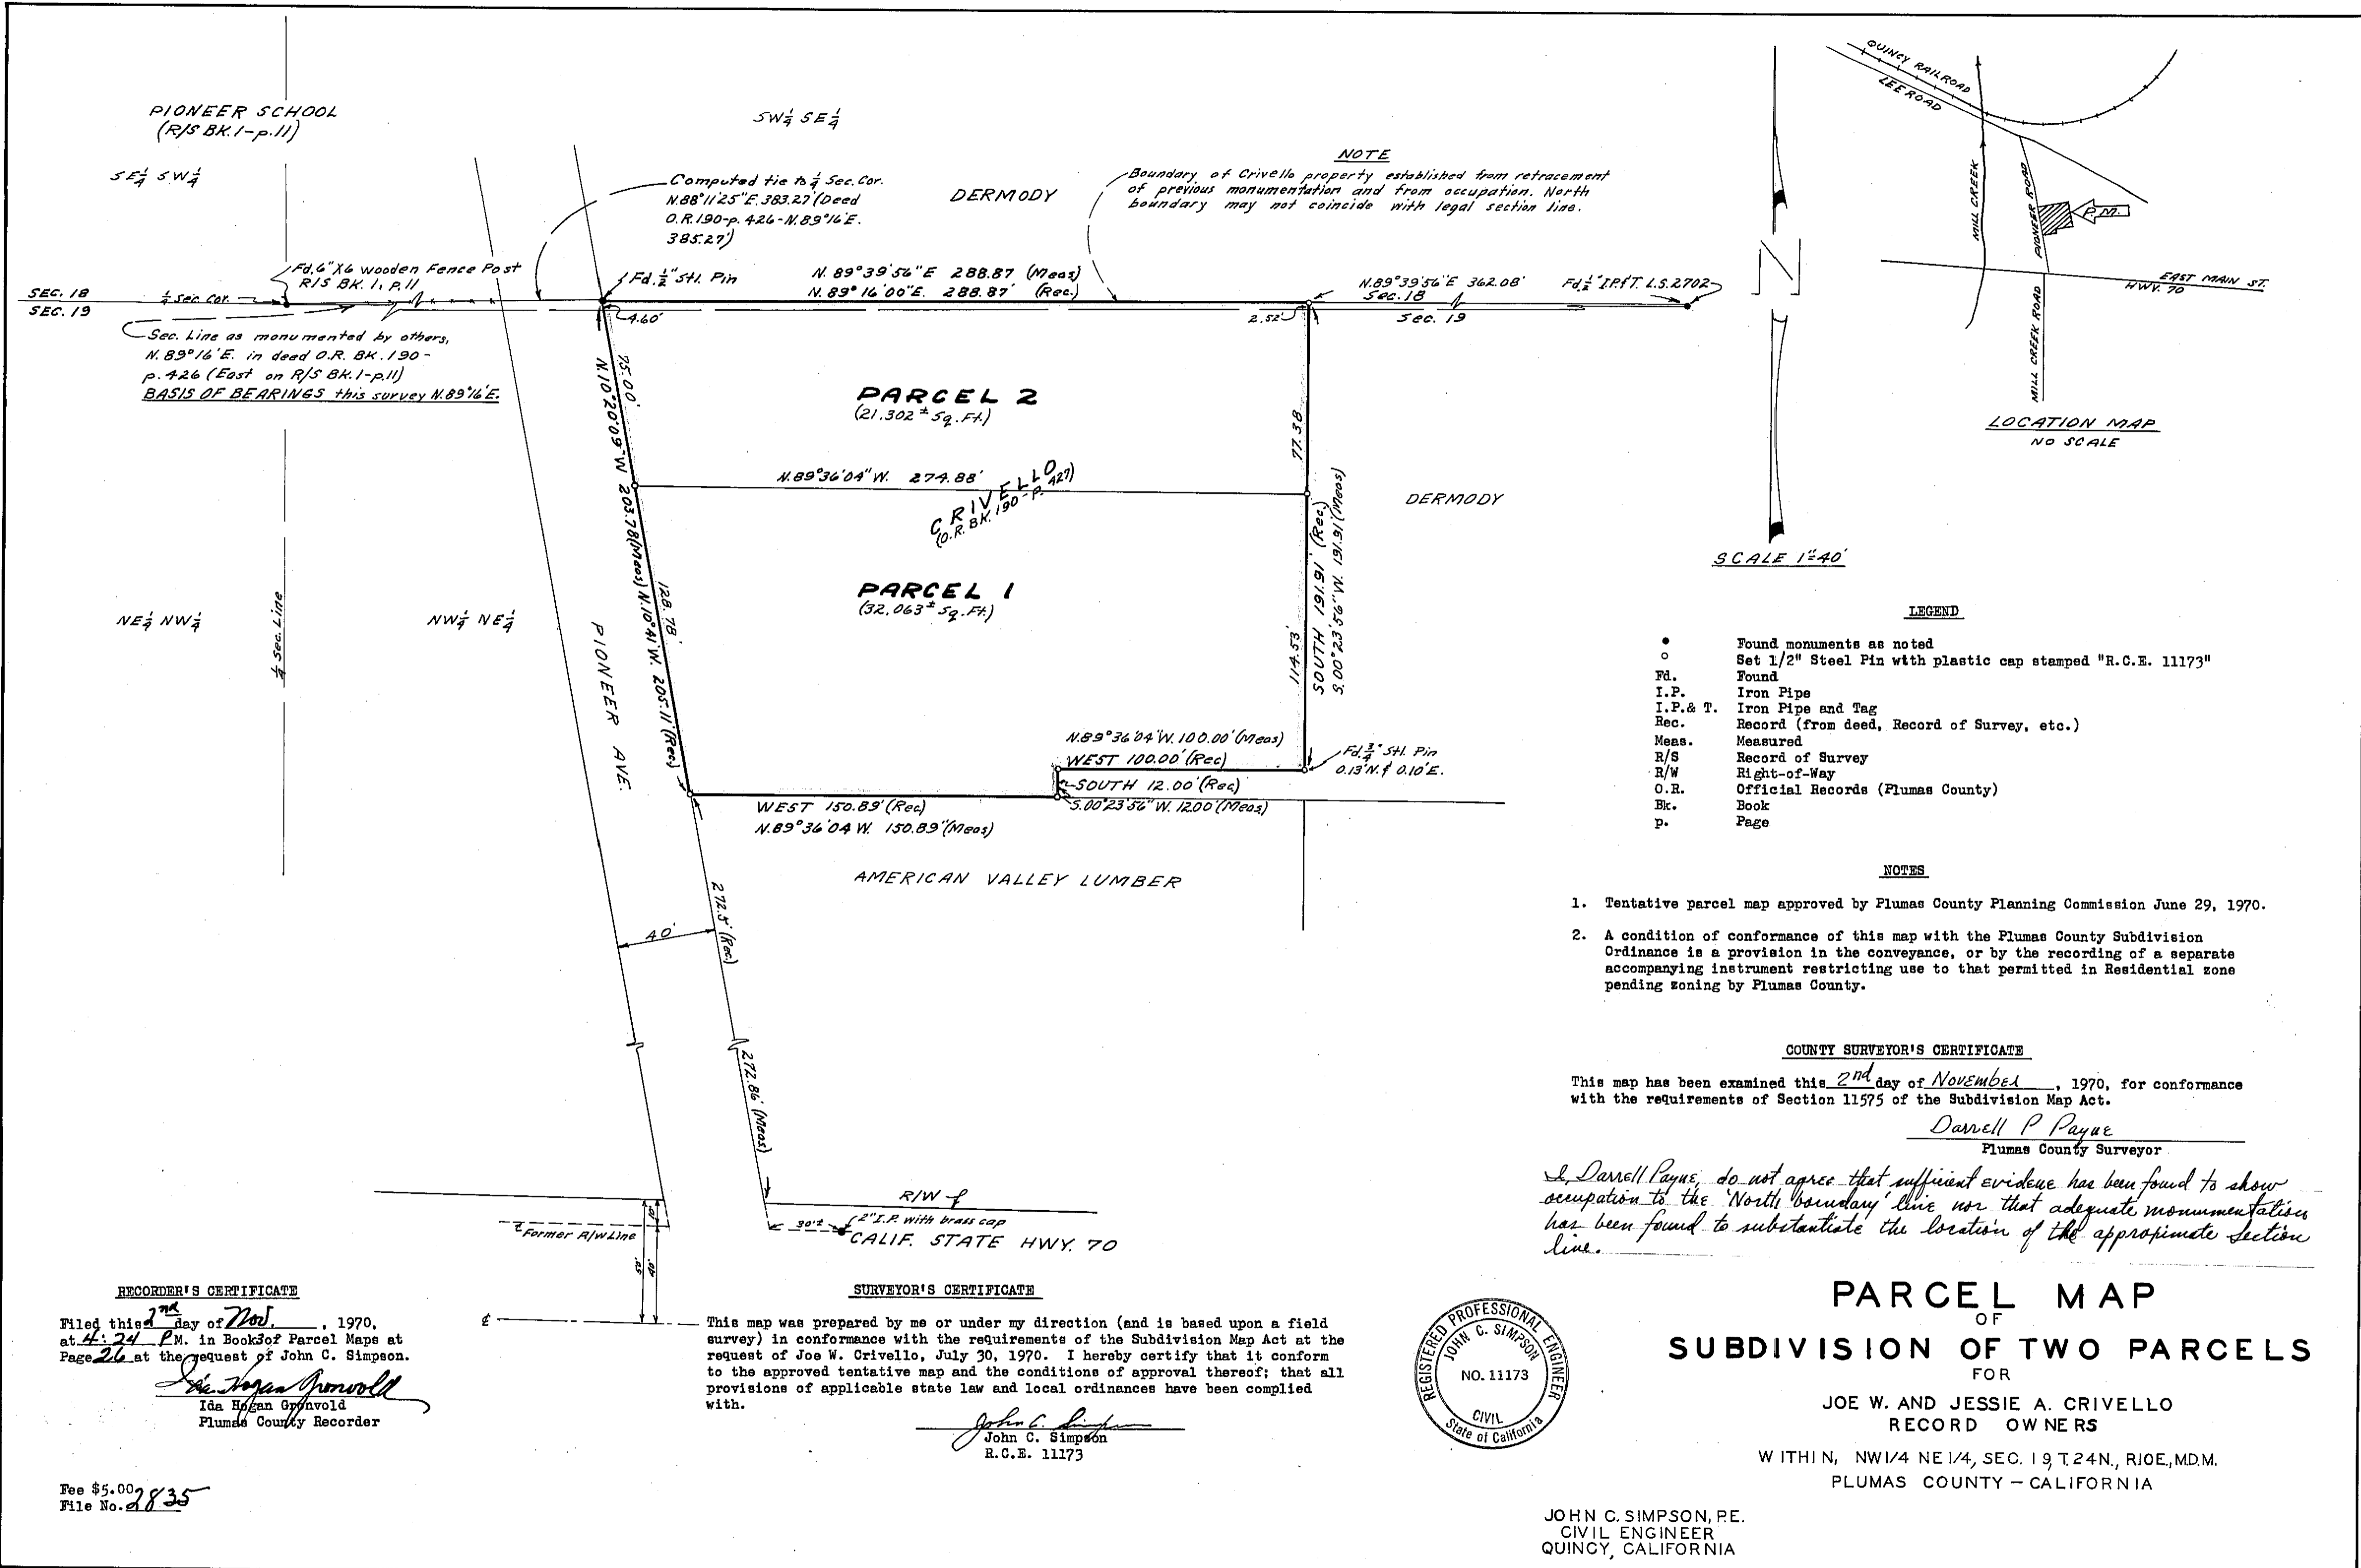 PIONEER SCHOOL
(R/S BK. 1-p. 11)
SE 1/4 SW 1/4
SW 1/4 SE 1/4
Computed tie to 1/4 Sec. Cor.
N.88°11'25"E. 383.27' (Deed
O.R.190-p. 426-N.89°16'E.
385.27')
DERMODY
NOTE
Boundary of Crivello property established from retracement
of previous monumentation and from occupation. North
boundary may not coincide with legal section line.
QUINCY RAILROAD
LEE ROAD
MILL CREEK
PIONEER ROAD
P.M.
EAST MAIN ST.
HWY. 70
MILL CREEK ROAD
LOCATION MAP
NO SCALE
N
SCALE 1"=40'
Fd. 6"X6 wooden Fence Post
R/S BK. 1, p. 11
SEC. 18
SEC. 19
1/4 Sec. Cor.
Fd. 1/2" Stl. Pin
N. 89°39'56"E 288.87 (Meas)
N. 89°16'00"E. 288.87' (Rec.)
4.60'
2.52'
N.89°39'56"E 362.08'
Sec. 18
Sec. 19
Fd. 1/2" I.P.&T. L.S. 2702
Sec. Line as monumented by others,
N. 89°16'E. in deed O.R. BK. 190-
p. 426 (East on R/S BK. 1-p. 11)
BASIS OF BEARINGS this survey N.89°16'E.
75.00'
N.10°20'09"W 203.78'(Meas) N.10°41'W. 205.11'(Rec)
128.78'
PARCEL 2
(21,302 ± Sq. Ft.)
77.38
N.89°36'04"W. 274.88'
CRIVELLO
(O.R. BK. 190-P. 427)
DERMODY
PARCEL 1
(32,063 ± Sq. Ft.)
114.53'
SOUTH 191.91' (Rec)
S.00°23'56"W. 191.91'(Meas)
NE 1/4 NW 1/4
1/4 Sec. Line
NW 1/4 NE 1/4
PIONEER AVE.
N.89°36'04"W. 100.00'(Meas)
WEST 100.00' (Rec)
Fd. 3/4" Stl. Pin
0.13'N. & 0.10'E.
SOUTH 12.00' (Rec)
S.00°23'56"W. 12.00'(Meas)
WEST 150.89' (Rec)
N.89°36'04 W. 150.89'(Meas)
AMERICAN VALLEY LUMBER
40'
272.5' (Rec)
272.86' (Meas)
R/W
2" I.P. with brass cap
30'±
CALIF. STATE HWY. 70
Former R/W Line
10'
40'
50'
LEGEND
● Found monuments as noted
○ Set 1/2" Steel Pin with plastic cap stamped "R.C.E. 11173"
Fd. Found
I.P. Iron Pipe
I.P.& T. Iron Pipe and Tag
Rec. Record (from deed, Record of Survey, etc.)
Meas. Measured
R/S Record of Survey
R/W Right-of-Way
O.R. Official Records (Plumas County)
Bk. Book
p. Page
NOTES
1. Tentative parcel map approved by Plumas County Planning Commission June 29, 1970.
2. A condition of conformance of this map with the Plumas County Subdivision
Ordinance is a provision in the conveyance, or by the recording of a separate
accompanying instrument restricting use to that permitted in Residential zone
pending zoning by Plumas County.
COUNTY SURVEYOR'S CERTIFICATE
This map has been examined this 2nd day of November, 1970, for conformance
with the requirements of Section 11575 of the Subdivision Map Act.
Darrell P Payne
Plumas County Surveyor
I, Darrell Payne, do not agree that sufficient evidence has been found to show
occupation to the 'North boundary' line nor that adequate monumentation
has been found to substantiate the location of the approximate section
line.
RECORDER'S CERTIFICATE
Filed this 2nd day of Nov., 1970,
at 4:24 P.M. in Book 3 of Parcel Maps at
Page 26 at the request of John C. Simpson.
Ida Hogan Gronvold
Ida Hogan Gronvold
Plumas County Recorder
Fee $5.00
File No. 2835
SURVEYOR'S CERTIFICATE
This map was prepared by me or under my direction (and is based upon a field
survey) in conformance with the requirements of the Subdivision Map Act at the
request of Joe W. Crivello, July 30, 1970. I hereby certify that it conform
to the approved tentative map and the conditions of approval thereof; that all
provisions of applicable state law and local ordinances have been complied
with.
John C. Simpson
John C. Simpson
R.C.E. 11173
REGISTERED PROFESSIONAL ENGINEER
JOHN C. SIMPSON
NO. 11173
CIVIL
State of California
PARCEL MAP
OF
SUBDIVISION OF TWO PARCELS
FOR
JOE W. AND JESSIE A. CRIVELLO
RECORD OWNERS
WITHIN, NW1/4 NE1/4, SEC. 19, T.24N., R10E., M.D.M.
PLUMAS COUNTY - CALIFORNIA
JOHN C. SIMPSON, P.E.
CIVIL ENGINEER
QUINCY, CALIFORNIA